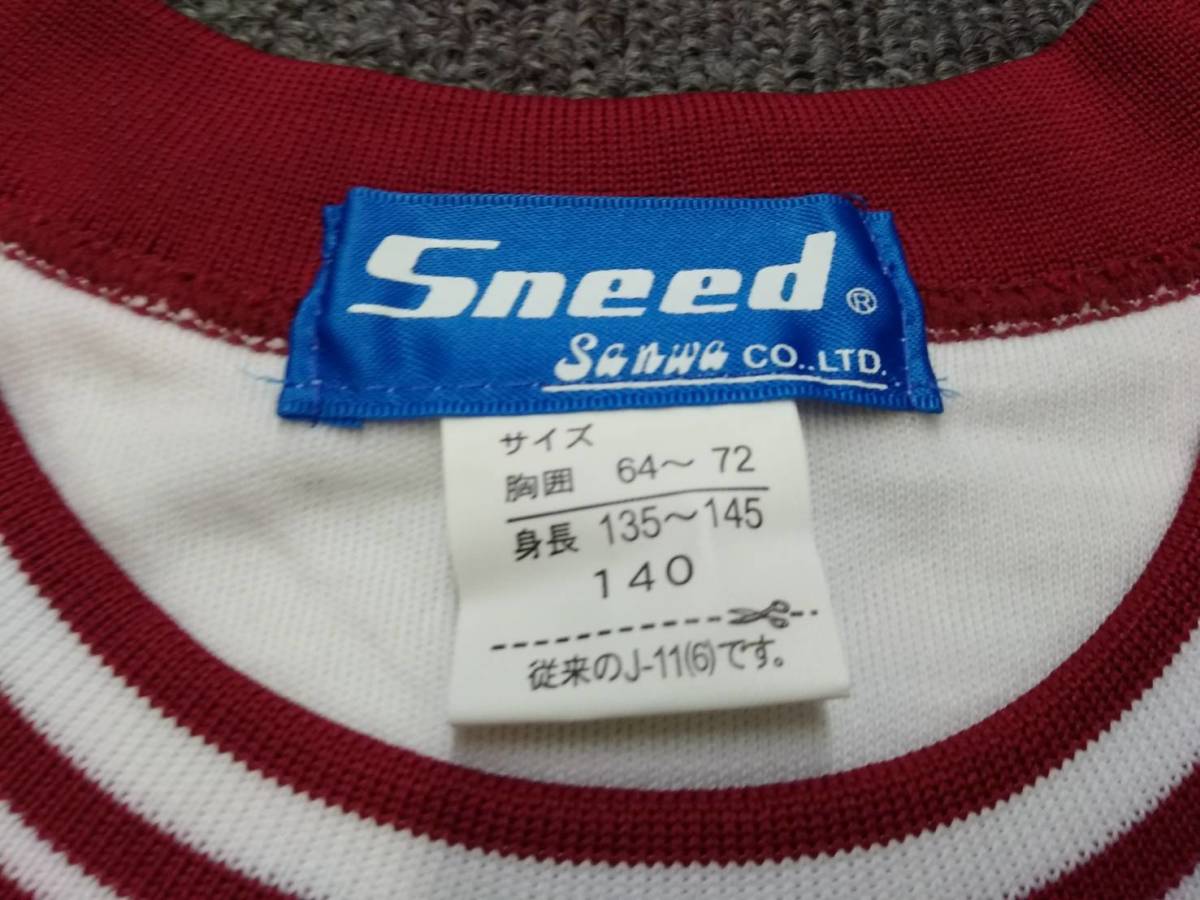 Sneed®
Sanwa CO.,LTD.
サイズ
胸囲 64〜72
身長 135〜145
140
従来のJ-11(6)です。